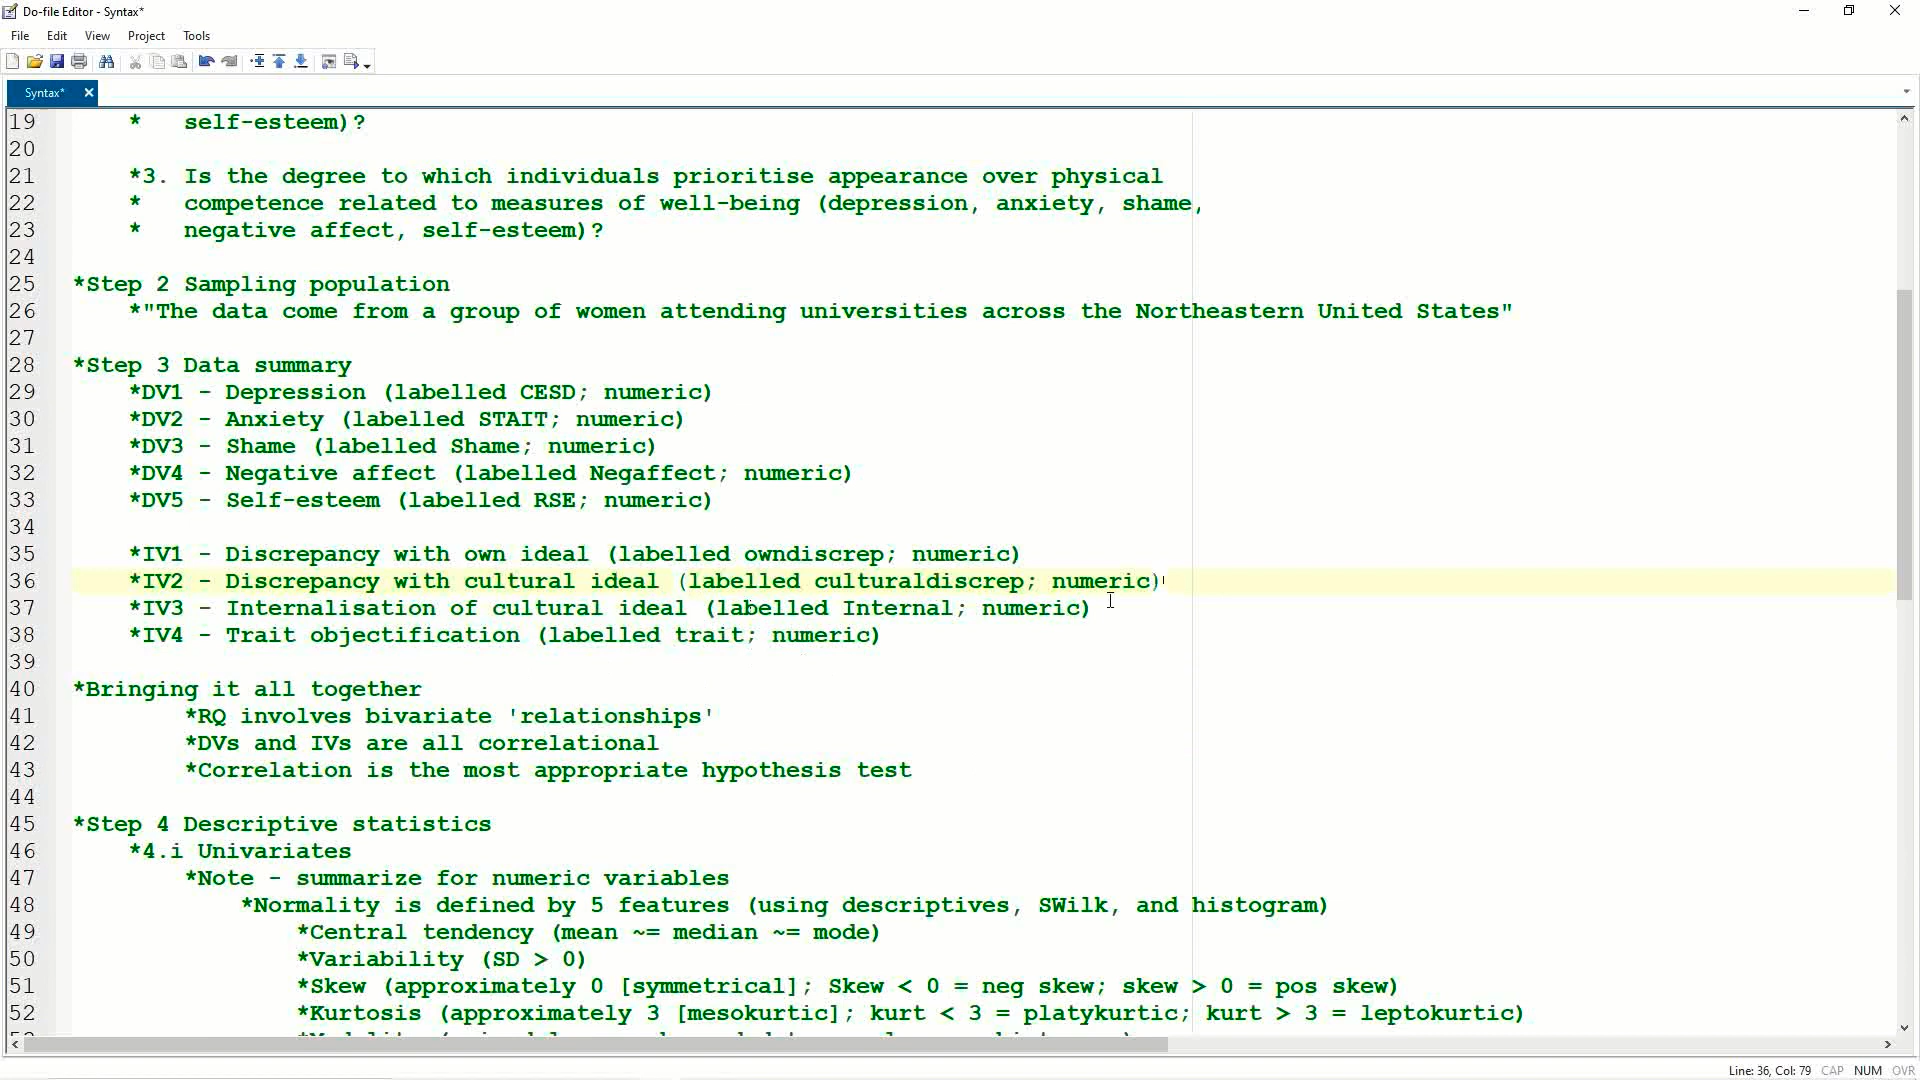 Do-file Editor - Syntax*
File Edit View Project Tools
Syntax*
19 * self-esteem)?
20
21 *3. Is the degree to which individuals prioritise appearance over physical
22 * competence related to measures of well-being (depression, anxiety, shame,
23 * negative affect, self-esteem)?
24
25 *Step 2 Sampling population
26 *"The data come from a group of women attending universities across the Northeastern United States"
27
28 *Step 3 Data summary
29 *DV1 - Depression (labelled CESD; numeric)
30 *DV2 - Anxiety (labelled STAIT; numeric)
31 *DV3 - Shame (labelled Shame; numeric)
32 *DV4 - Negative affect (labelled Negaffect; numeric)
33 *DV5 - Self-esteem (labelled RSE; numeric)
34
35 *IV1 - Discrepancy with own ideal (labelled owndiscrep; numeric)
36 *IV2 - Discrepancy with cultural ideal (labelled culturaldiscrep; numeric)
37 *IV3 - Internalisation of cultural ideal (labelled Internal; numeric)
38 *IV4 - Trait objectification (labelled trait; numeric)
39
40 *Bringing it all together
41 *RQ involves bivariate 'relationships'
42 *DVs and IVs are all correlational
43 *Correlation is the most appropriate hypothesis test
44
45 *Step 4 Descriptive statistics
46 *4.i Univariates
47 *Note - summarize for numeric variables
48 *Normality is defined by 5 features (using descriptives, SWilk, and histogram)
49 *Central tendency (mean ~= median ~= mode)
50 *Variability (SD > 0)
51 *Skew (approximately 0 [symmetrical]; Skew < 0 = neg skew; skew > 0 = pos skew)
52 *Kurtosis (approximately 3 [mesokurtic]; kurt < 3 = platykurtic; kurt > 3 = leptokurtic)
Line: 36, Col: 79 CAP NUM OVR